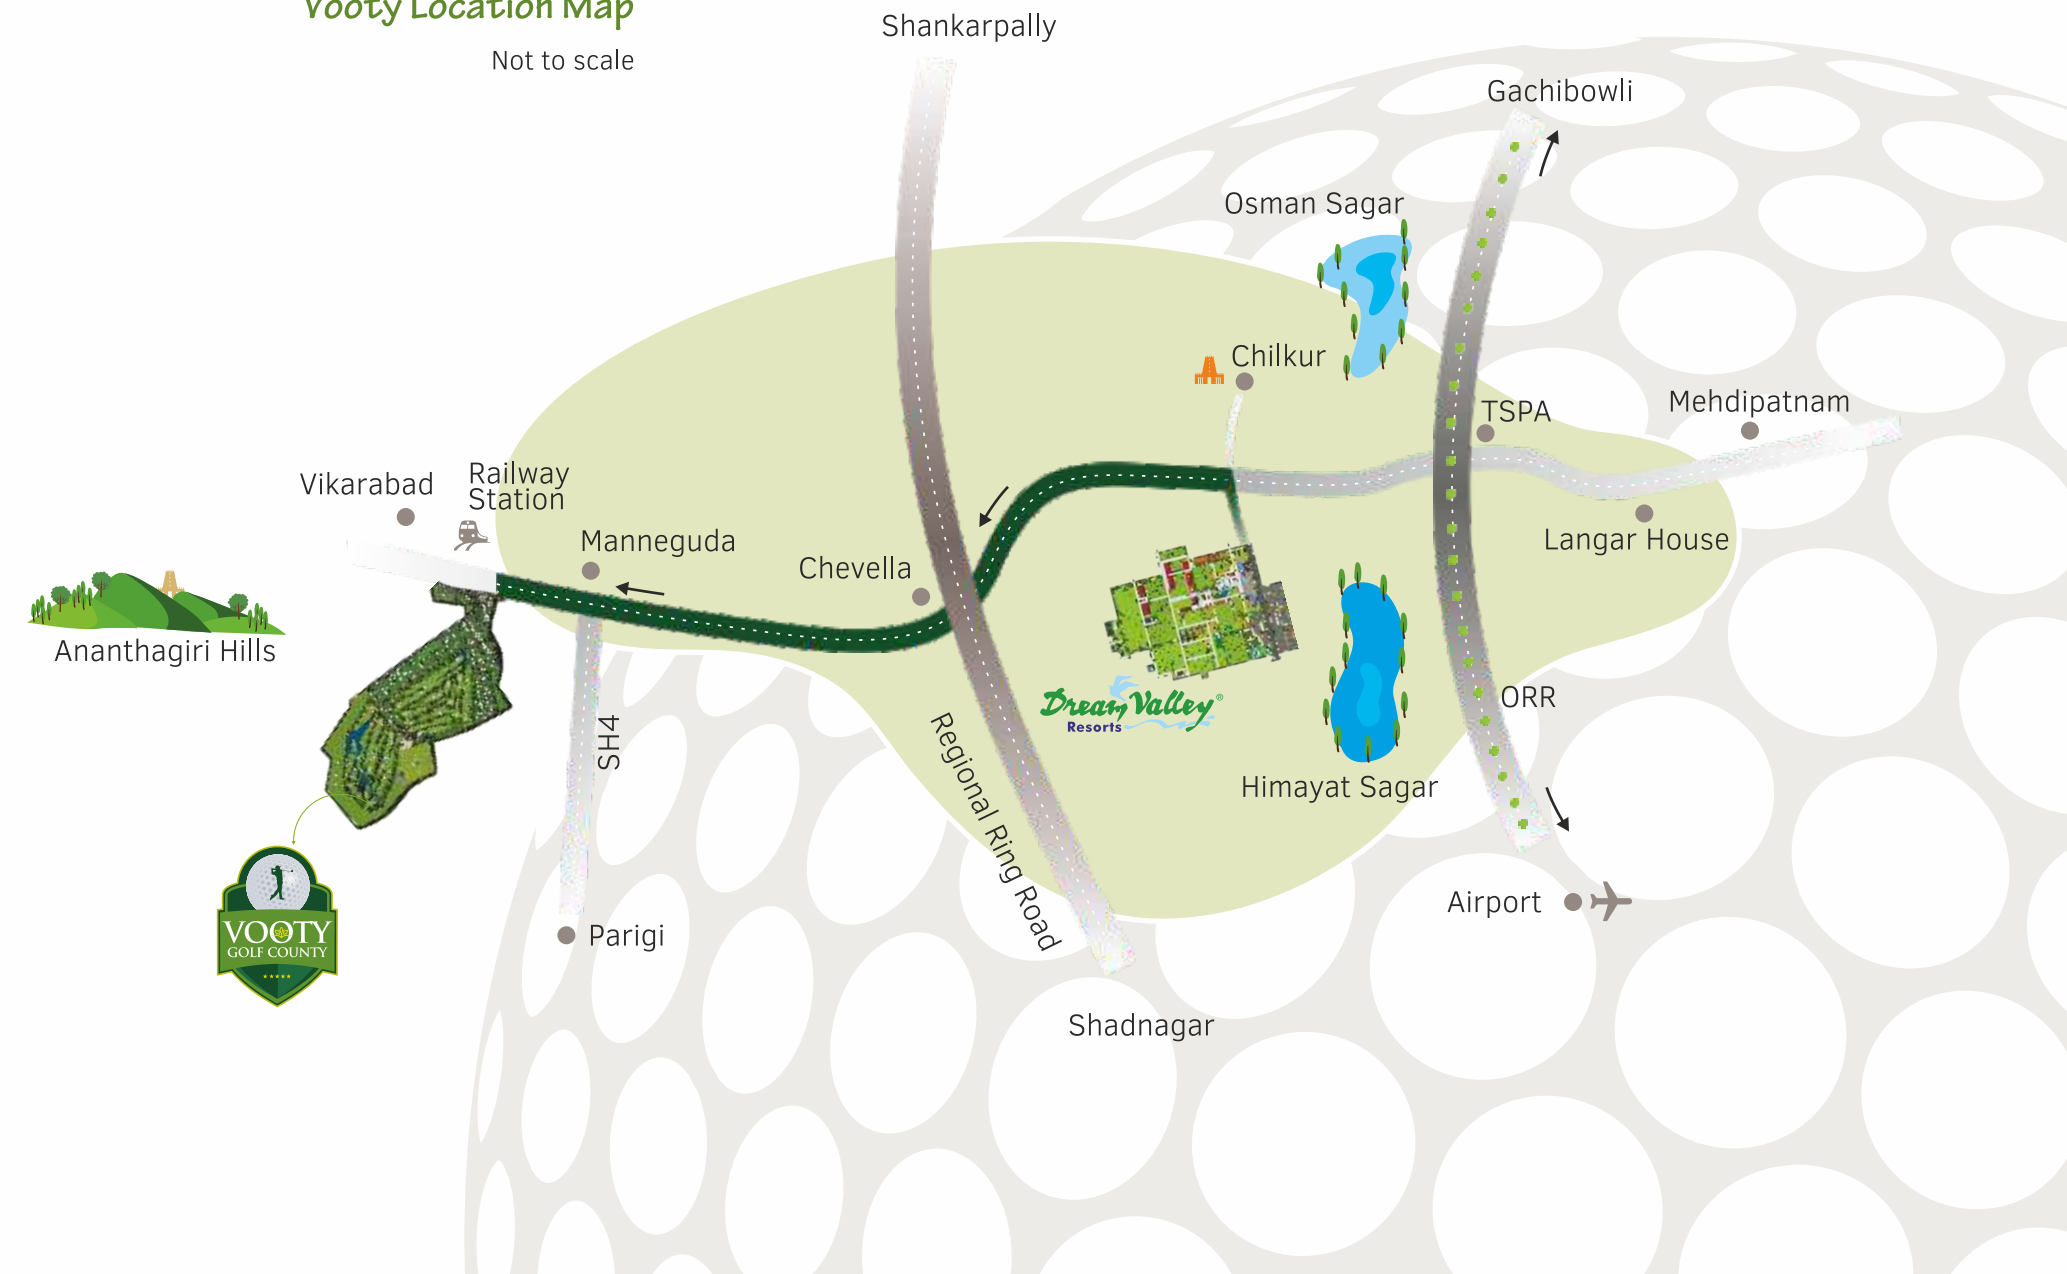 Vooty Location Map
Not to scale
Shankarpally
Gachibowli
Osman Sagar
Chilkur
TSPA
Mehdipatnam
Langar House
Vikarabad
Railway
Station
Manneguda
Chevella
Ananthagiri Hills
SH4
Regional Ring Road
Dream Valley®
Resorts
ORR
Himayat Sagar
Airport
VOOTY
GOLF COUNTY
Parigi
Shadnagar